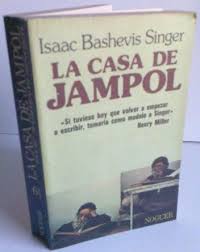 Isaac Bashevis Singer
LA CASA DE
JAMPOL
«Si tuviese hoy que volver a empezar
a escribir, tomaría como modelo a Singer»
Henry Miller
NOGUER
LA CASA DE JAMPOL